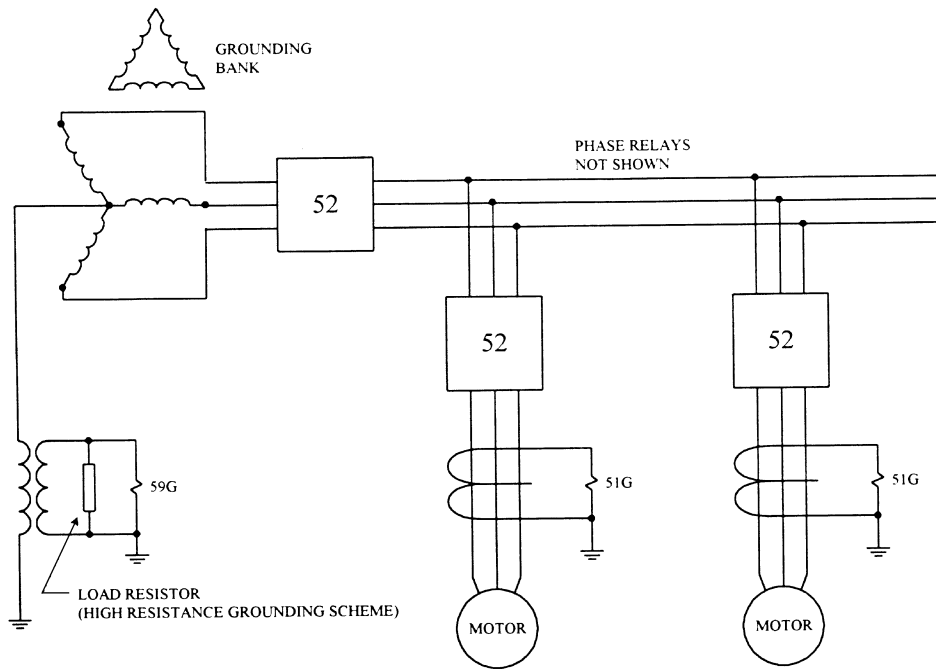 GROUNDING
BANK
PHASE RELAYS
NOT SHOWN
52
52
52
59G
51G
51G
LOAD RESISTOR
(HIGH RESISTANCE GROUNDING SCHEME)
MOTOR
MOTOR